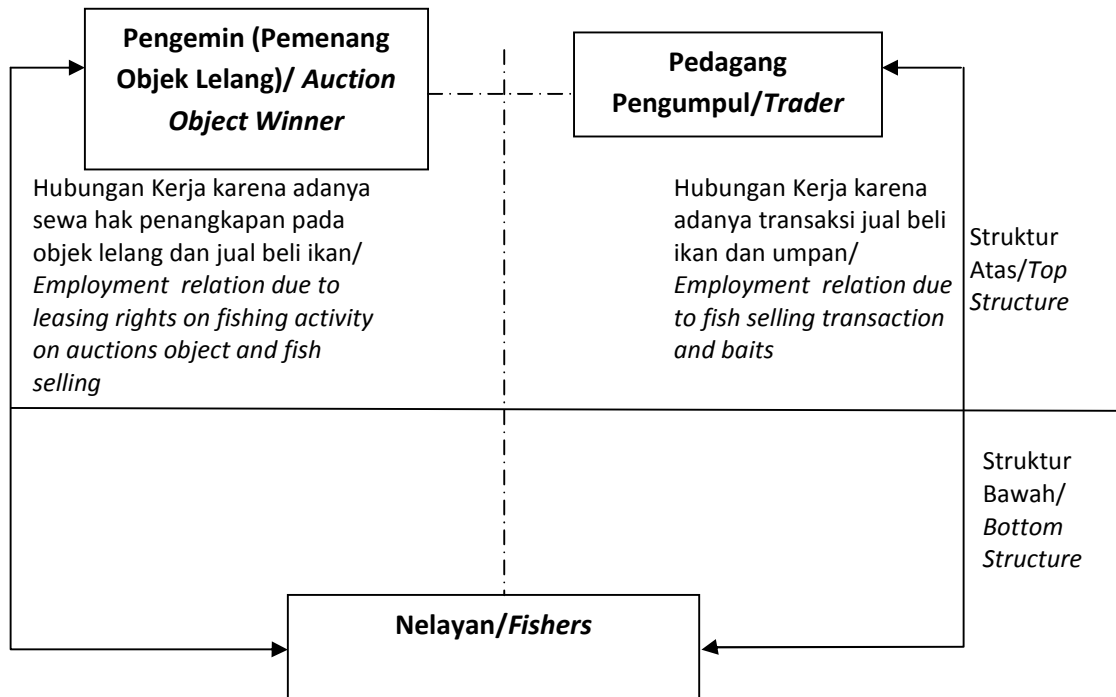 Pengemin (Pemenang
Objek Lelang)/ Auction
Object Winner
Pedagang
Pengumpul/Trader
Hubungan Kerja karena adanya
sewa hak penangkapan pada
objek lelang dan jual beli ikan/
Employment relation due to
leasing rights on fishing activity
on auctions object and fish
selling
Hubungan Kerja karena
adanya transaksi jual beli
ikan dan umpan/
Employment relation due
to fish selling transaction
and baits
Struktur
Atas/Top
Structure
Struktur
Bawah/
Bottom
Structure
Nelayan/Fishers